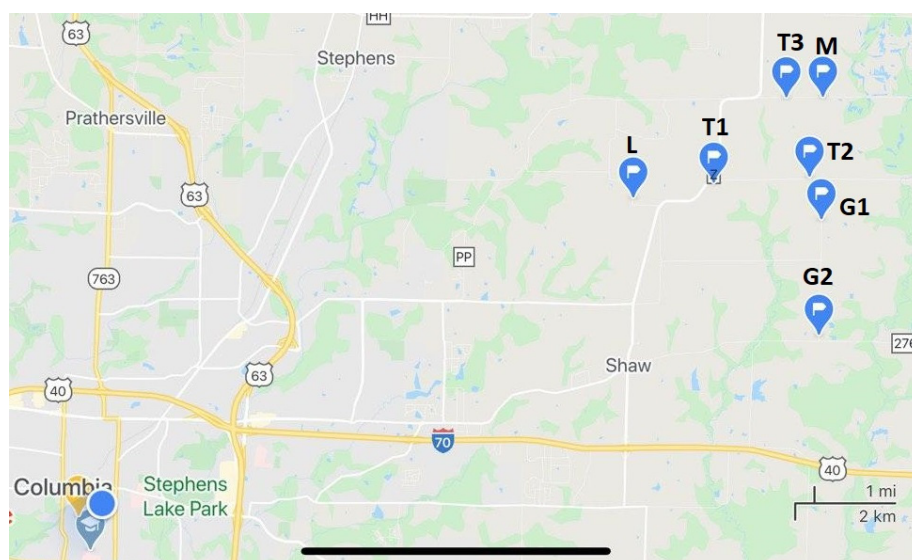 HH
63
Stephens
T3 M
Prathersville
T1
L
T2
63
Z
63
G1
763
PP
G2
276
63
Shaw
40
70
40
Columbia
Stephens
Lake Park
1 mi
2 km